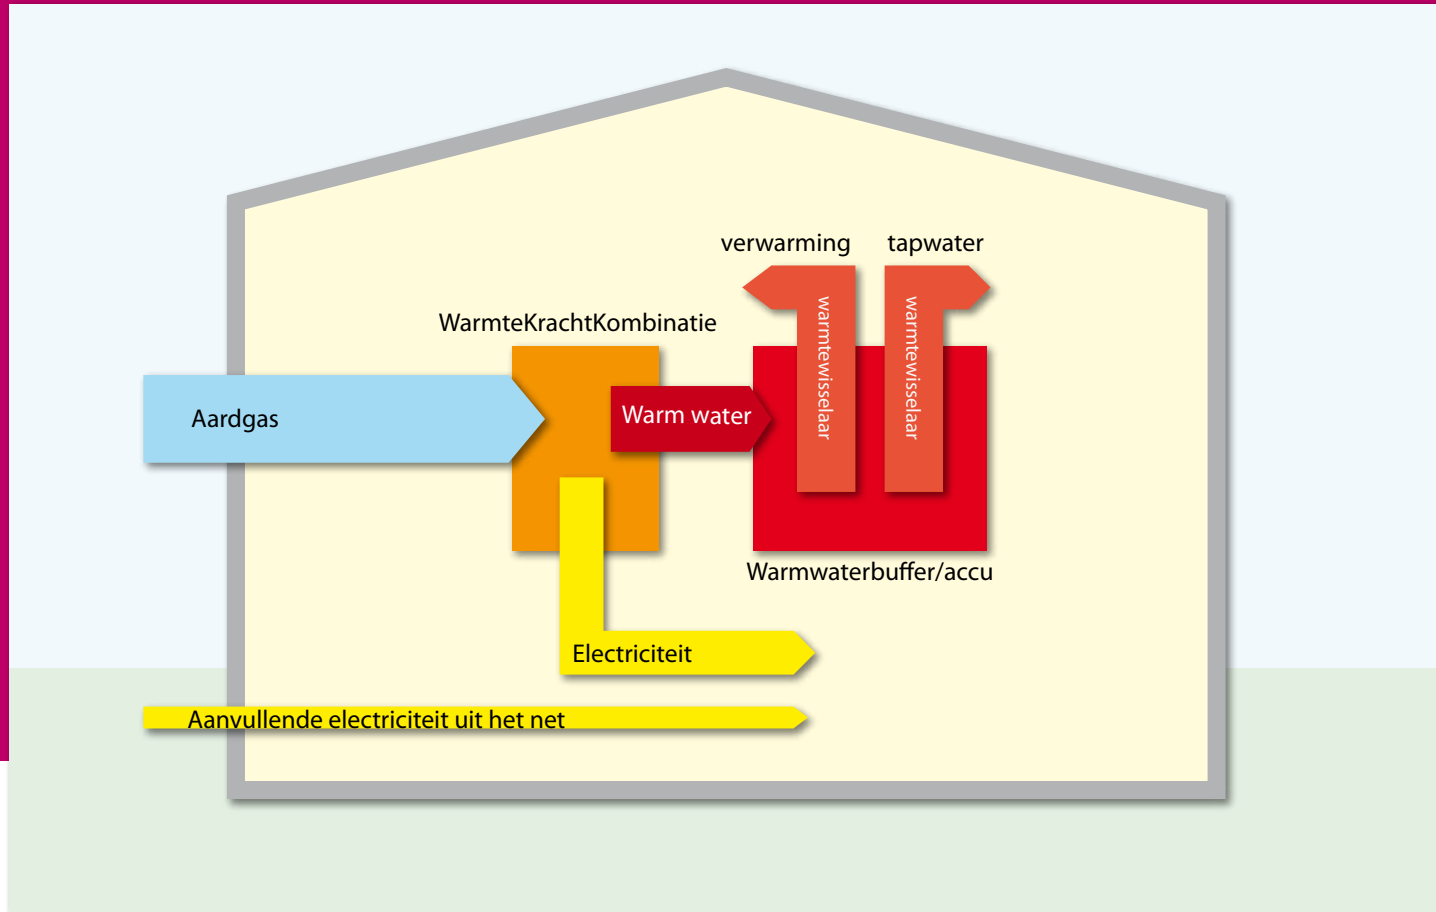 verwarming
tapwater
warmtewisselaar
warmtewisselaar
WarmteKrachtKombinatie
Aardgas
Warm water
Warmwaterbuffer/accu
Electriciteit
Aanvullende electriciteit uit het net